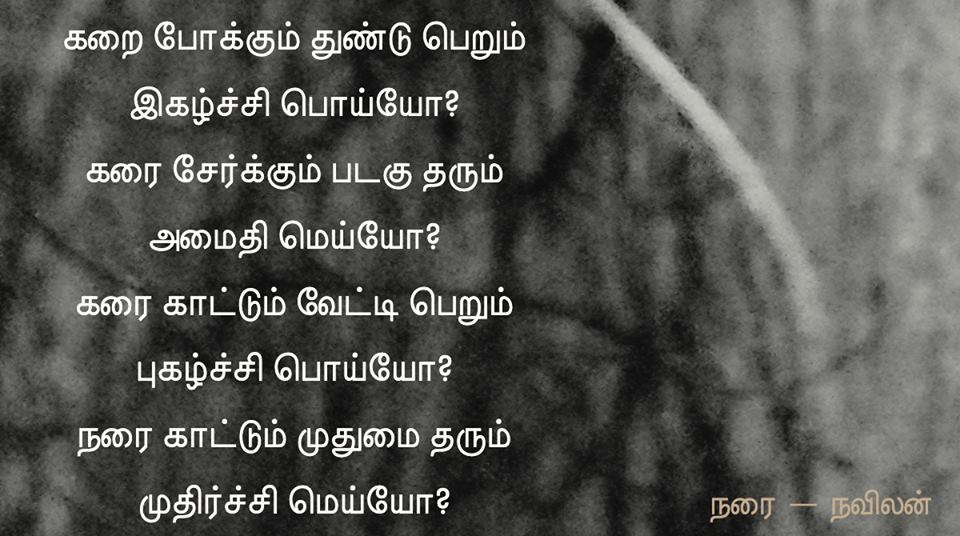 கறை போக்கும் துண்டு பெறும்
இகழ்ச்சி பொய்யோ?
கரை சேர்க்கும் படகு தரும்
அமைதி மெய்யோ?
கரை காட்டும் வேட்டி பெறும்
புகழ்ச்சி பொய்யோ?
நரை காட்டும் முதுமை தரும்
முதிர்ச்சி மெய்யோ?
நரை — நவிலன்